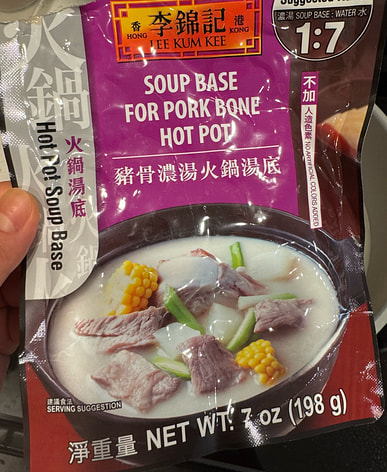 香 李錦記 港
HONG LEE KUM KEE KONG
濃湯 SOUP BASE : WATER 水
1:7
SOUP BASE
FOR PORK BONE
HOT POT
豬骨濃湯火鍋湯底
不加人造色素 NO ARTIFICIAL COLORS ADDED
火鍋湯底
Hot Pot Soup Base
建議食法
SERVING SUGGESTION
淨重量 NET WT. 7 oz (198 g)